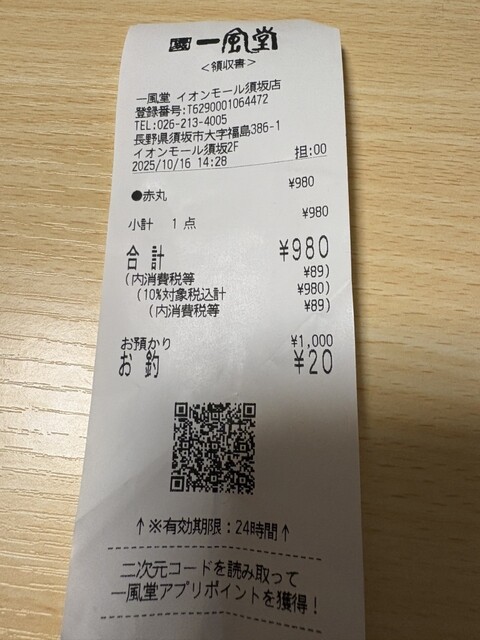 一風堂
<領収書>
一風堂 イオンモール須坂店
登録番号:T6290001064472
TEL:026-213-4005
長野県須坂市大字福島386-1
イオンモール須坂2F
2025/10/16 14:28 担:00
●赤丸 ¥980
小計 1点 ¥980
合計 ¥980
(内消費税等 ¥89)
(10%対象税込計 ¥980)
(内消費税等 ¥89)
お預かり ¥1,000
お釣 ¥20
↑※有効期限:24時間↑
二次元コードを読み取って
一風堂アプリポイントを獲得!